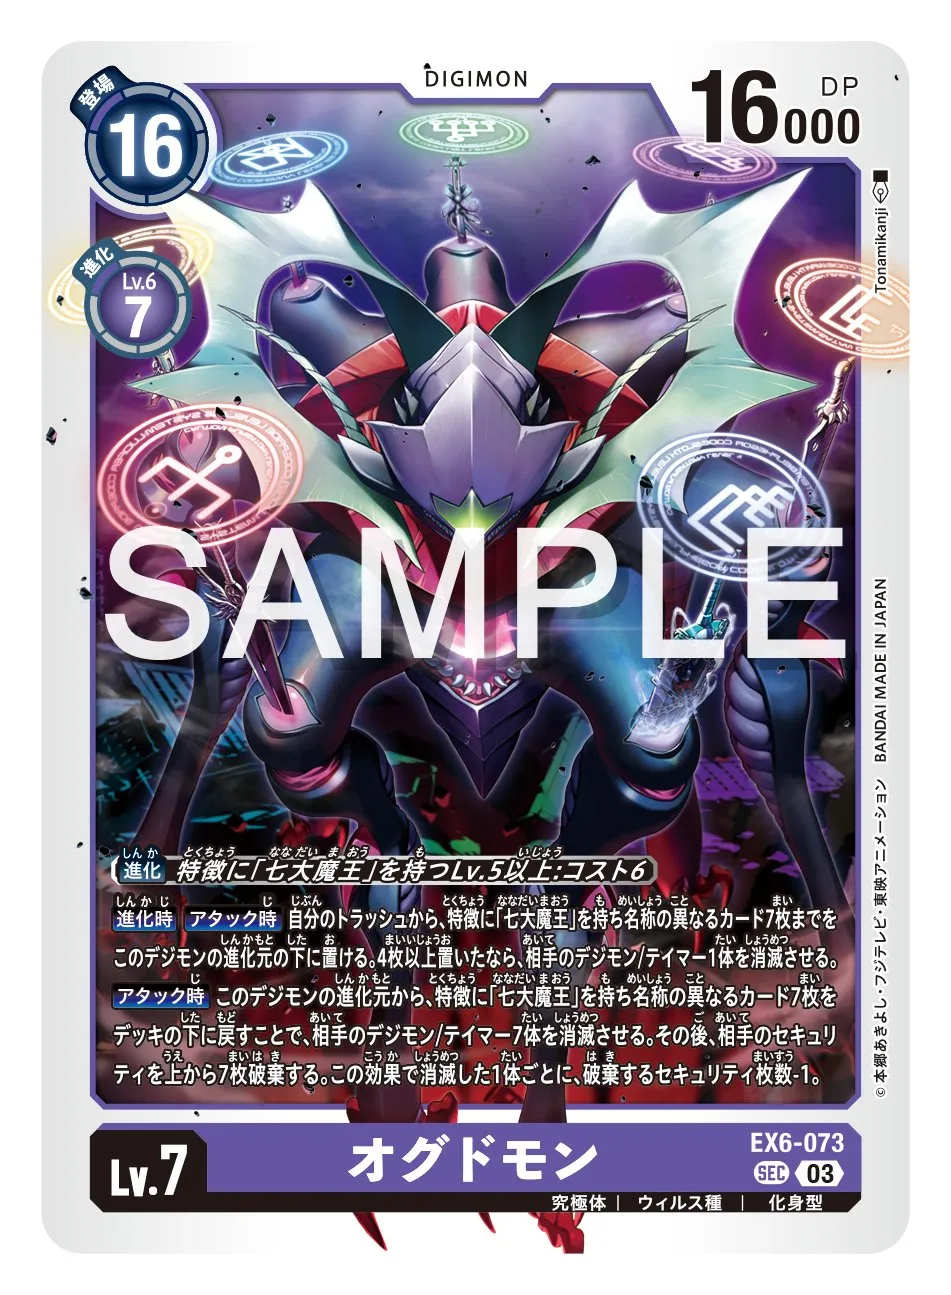 DIGIMON
登場
16
DP
16000
進化
Lv.6
7
Tonamikanji
SAMPLE
BANDAI MADE IN JAPAN
©本郷あきよし・フジテレビ・東映アニメーション
進化 特徴に「七大魔王」を持つLv.5以上:コスト6
進化時 アタック時 自分のトラッシュから、特徴に「七大魔王」を持ち名称の異なるカード7枚までを
このデジモンの進化元の下に置ける。4枚以上置いたなら、相手のデジモン/テイマー1体を消滅させる。
アタック時 このデジモンの進化元から、特徴に「七大魔王」を持ち名称の異なるカード7枚を
デッキの下に戻すことで、相手のデジモン/テイマー7体を消滅させる。その後、相手のセキュリ
ティを上から7枚破棄する。この効果で消滅した1体ごとに、破棄するセキュリティ枚数-1。
Lv.7
オグドモン
EX6-073
SEC 03
究極体 | ウィルス種 | 化身型